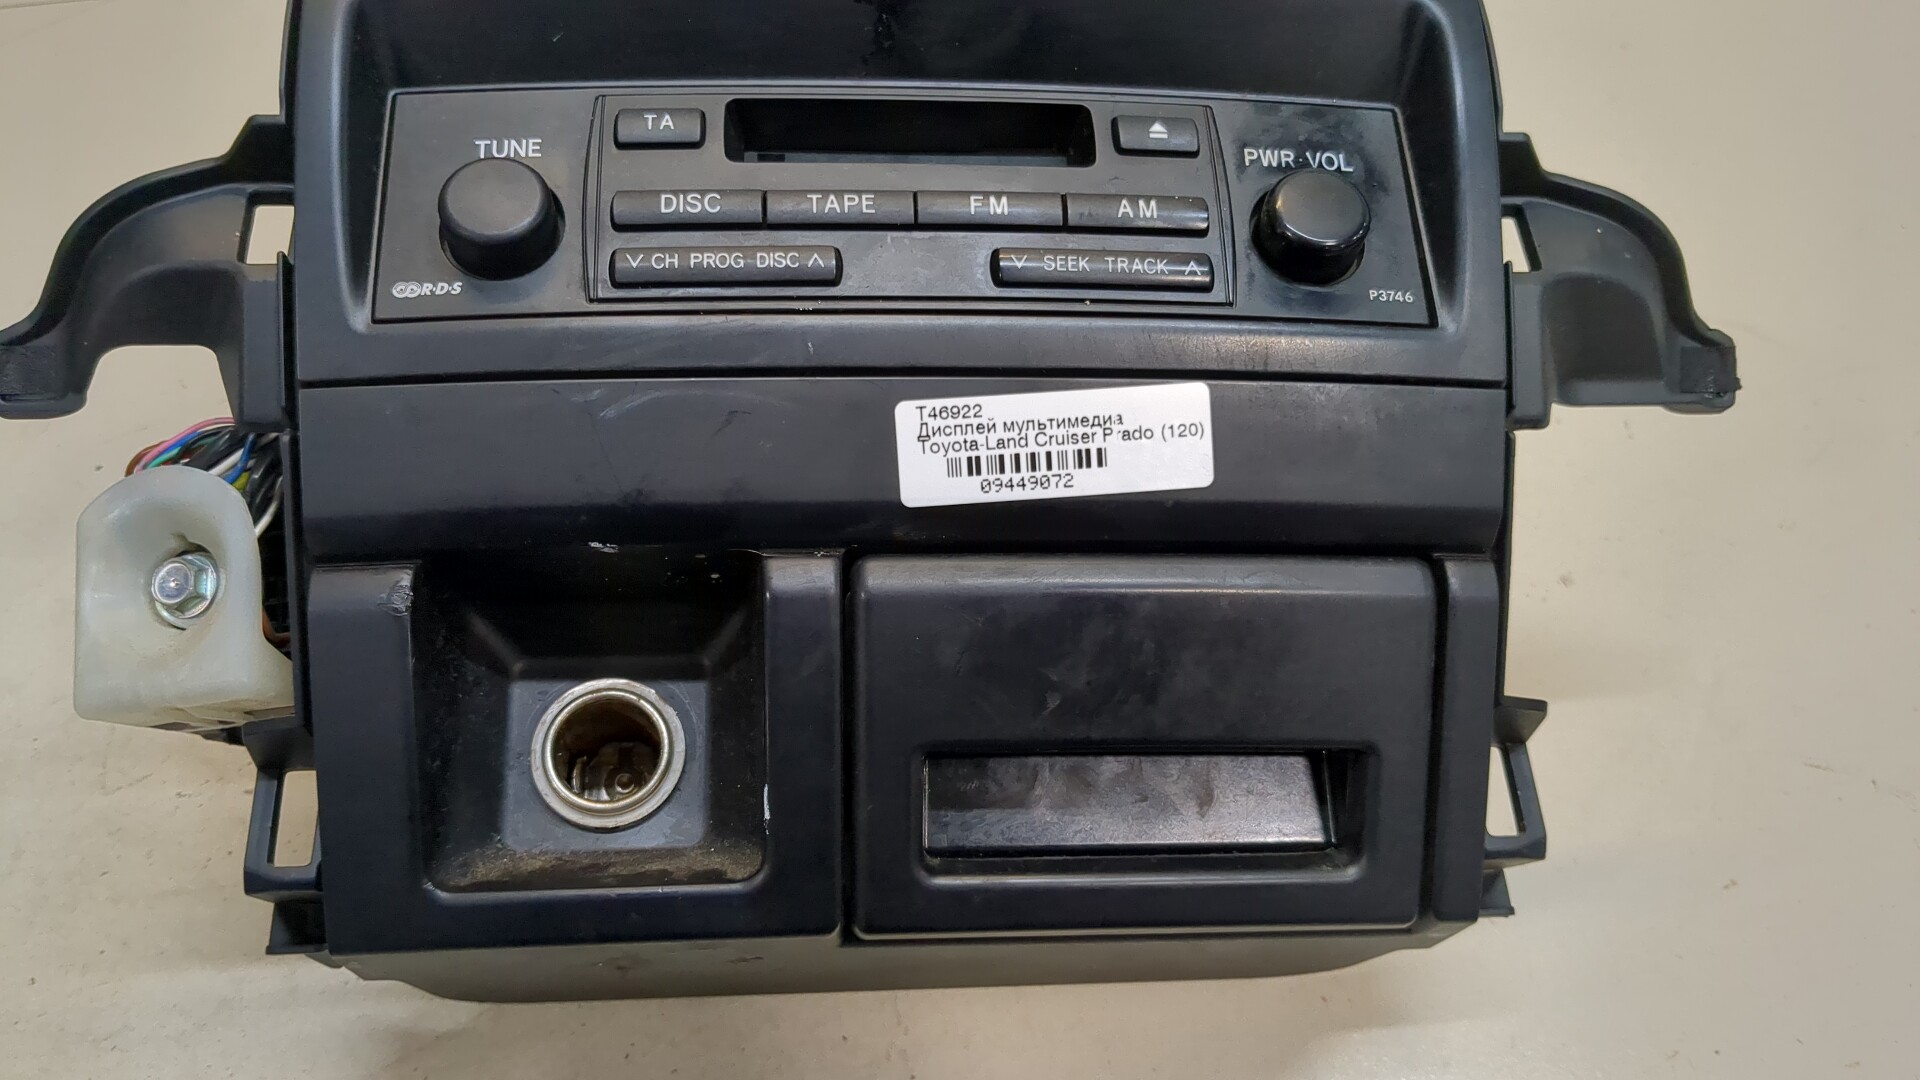 TA
TUNE
PWR·VOL
DISC TAPE FM AM
CH PROG DISC
SEEK TRACK
R·D·S
P3746
T46922
Дисплей мультимедиа
Toyota-Land Cruiser Prado (120)
09449072